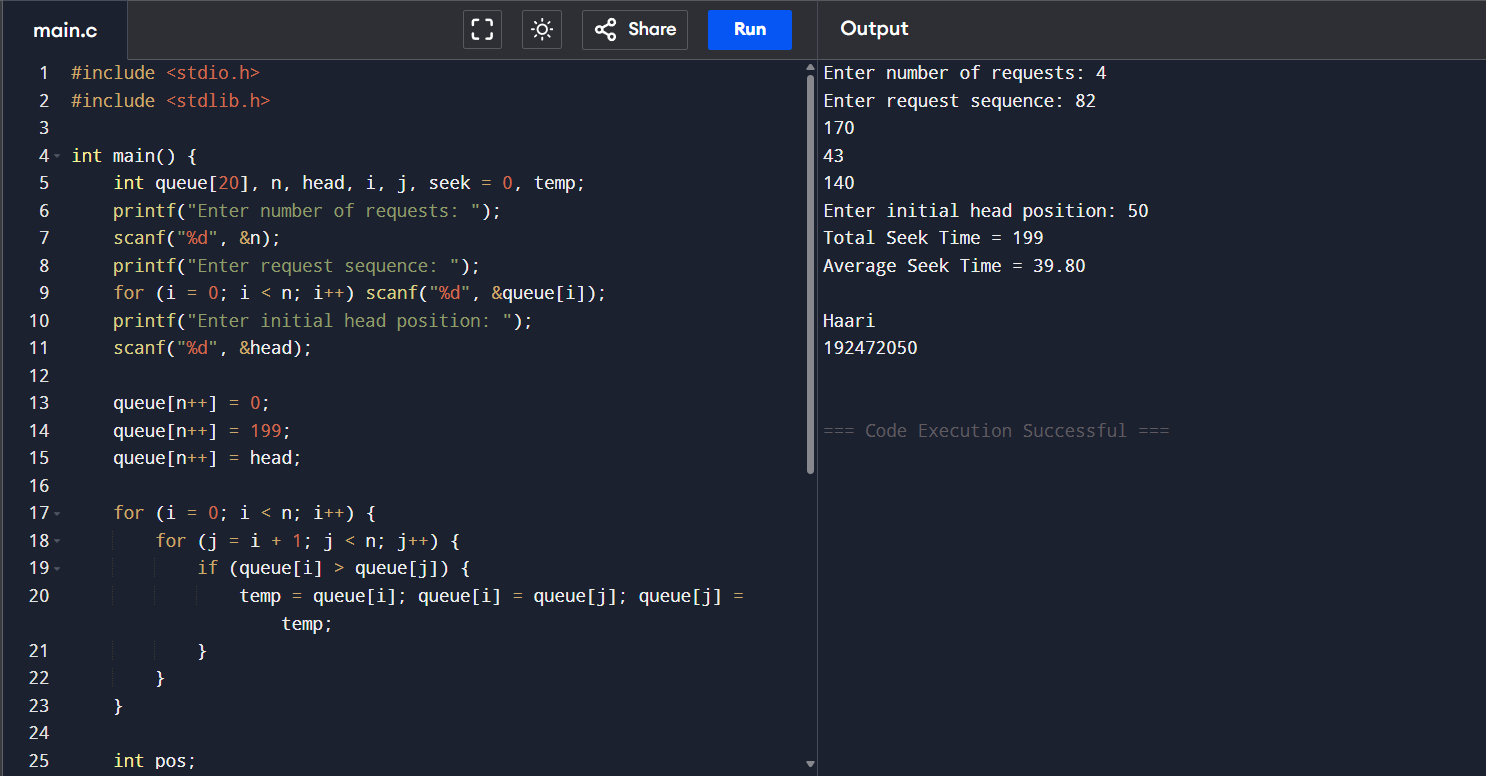 main.c
Share
Run
Output
1 #include <stdio.h>
2 #include <stdlib.h>
3
4 int main() {
5     int queue[20], n, head, i, j, seek = 0, temp;
6     printf("Enter number of requests: ");
7     scanf("%d", &n);
8     printf("Enter request sequence: ");
9     for (i = 0; i < n; i++) scanf("%d", &queue[i]);
10     printf("Enter initial head position: ");
11     scanf("%d", &head);
12
13     queue[n++] = 0;
14     queue[n++] = 199;
15     queue[n++] = head;
16
17     for (i = 0; i < n; i++) {
18         for (j = i + 1; j < n; j++) {
19             if (queue[i] > queue[j]) {
20                 temp = queue[i]; queue[i] = queue[j]; queue[j] =
temp;
21             }
22         }
23     }
24
25     int pos;
Enter number of requests: 4
Enter request sequence: 82
170
43
140
Enter initial head position: 50
Total Seek Time = 199
Average Seek Time = 39.80
Haari
192472050
=== Code Execution Successful ===